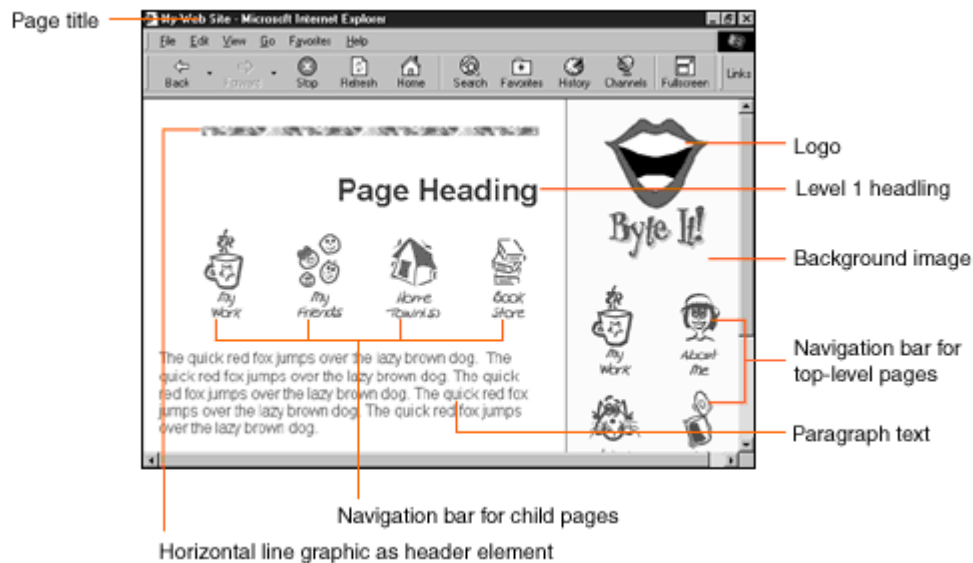 Page title
My Web Site - Microsoft Internet Explorer
File Edit View Go Favorites Help
Back Forward Stop Refresh Home Search Favorites History Channels Fullscreen Links
Logo
Page Heading
Level 1 headling
Byte It!
Background image
My Work
My Friends
Home Town(s)
Book Store
My Work
About Me
The quick red fox jumps over the lazy brown dog. The
quick red fox jumps over the lazy brown dog. The quick
red fox jumps over the lazy brown dog. The quick red fox
jumps over the lazy brown dog. The quick red fox jumps
over the lazy brown dog.
Navigation bar for
top-level pages
Paragraph text
Navigation bar for child pages
Horizontal line graphic as header element